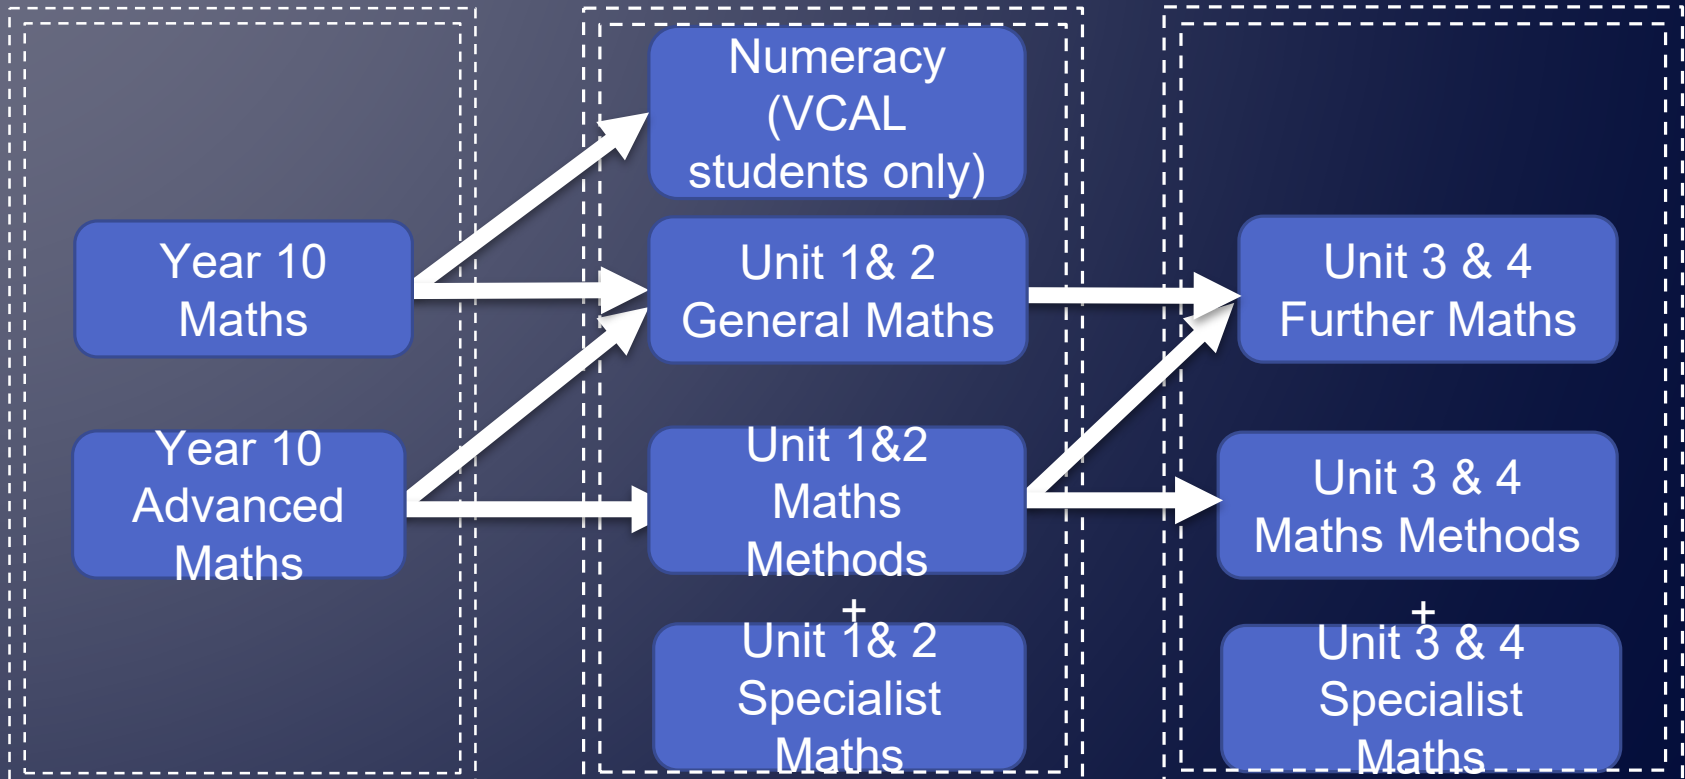 Numeracy
(VCAL
students only)
Year 10
Maths
Unit 1& 2
General Maths
Unit 3 & 4
Further Maths
Year 10
Advanced
Maths
Unit 1&2
Maths
Methods
Unit 3 & 4
Maths Methods
+
Unit 1& 2
Specialist
Maths
+
Unit 3 & 4
Specialist
Maths